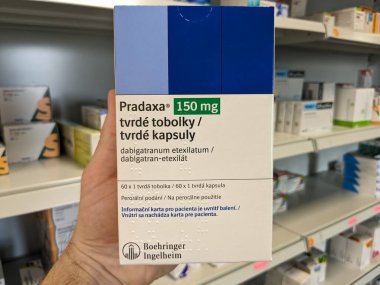 Pradaxa® 150 mg
tvrdé tobolky /
tvrdé kapsuly
dabigatranum etexilatum /
dabigatran-etexilát
60 x 1 tvrdá tobolka / 60 x 1 tvrdá kapsula
Perorální podání / Na perorálne použitie
Informační karta pro pacienta je uvnitř balení. /
Vnútri sa nachádza karta pre pacienta.
Boehringer
Ingelheim